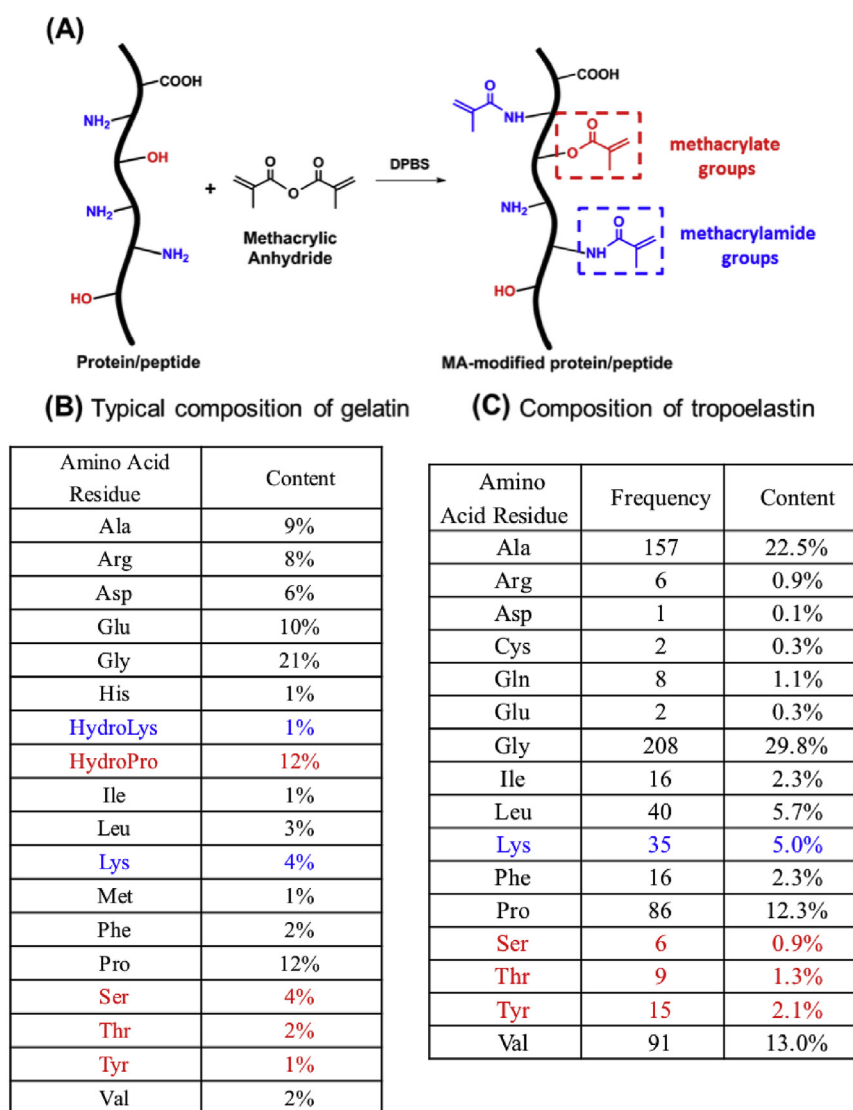 (A)
COOH
NH2
OH
NH2
NH2
HO
Protein/peptide
+
O O
O
Methacrylic
Anhydride
DPBS
COOH
O
NH
O
O
methacrylate
groups
NH2
O
NH
methacrylamide
groups
HO
MA-modified protein/peptide
(B) Typical composition of gelatin
Amino Acid Residue Content
Ala 9%
Arg 8%
Asp 6%
Glu 10%
Gly 21%
His 1%
HydroLys 1%
HydroPro 12%
Ile 1%
Leu 3%
Lys 4%
Met 1%
Phe 2%
Pro 12%
Ser 4%
Thr 2%
Tyr 1%
Val 2%
(C) Composition of tropoelastin
Amino Acid Residue Frequency Content
Ala 157 22.5%
Arg 6 0.9%
Asp 1 0.1%
Cys 2 0.3%
Gln 8 1.1%
Glu 2 0.3%
Gly 208 29.8%
Ile 16 2.3%
Leu 40 5.7%
Lys 35 5.0%
Phe 16 2.3%
Pro 86 12.3%
Ser 6 0.9%
Thr 9 1.3%
Tyr 15 2.1%
Val 91 13.0%